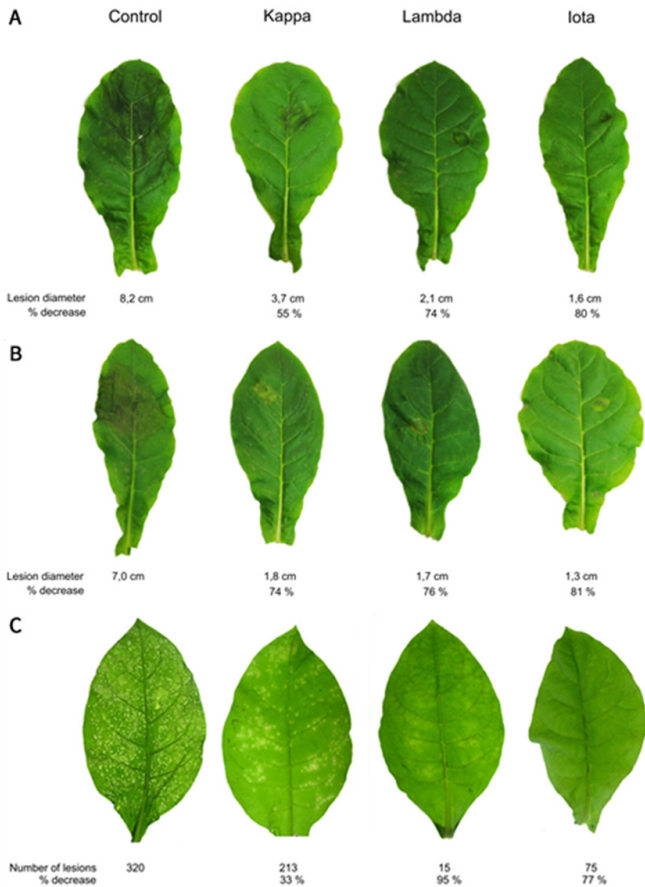 A
Control Kappa Lambda Iota
Lesion diameter 8,2 cm 3,7 cm 2,1 cm 1,6 cm
% decrease 55 % 74 % 80 %
B
Lesion diameter 7,0 cm 1,8 cm 1,7 cm 1,3 cm
% decrease 74 % 76 % 81 %
C
Number of lesions 320 213 15 75
% decrease 33 % 95 % 77 %